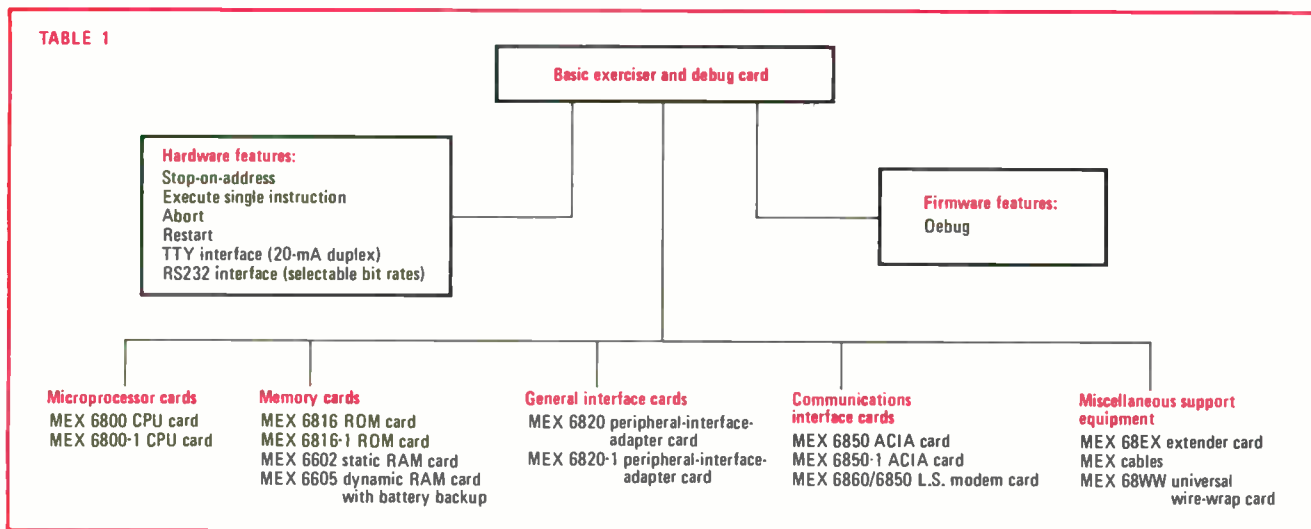 TABLE 1
Basic exerciser and debug card
Hardware features:
Stop-on-address
Execute single instruction
Abort
Restart
TTY interface (20-mA duplex)
RS232 interface (selectable bit rates)
Firmware features:
Debug
Microprocessor cards
MEX 6800 CPU card
MEX 6800-1 CPU card
Memory cards
MEX 6816 ROM card
MEX 6816-1 ROM card
MEX 6602 static RAM card
MEX 6605 dynamic RAM card
with battery backup
General interface cards
MEX 6820 peripheral-interface-
adapter card
MEX 6820-1 peripheral-interface-
adapter card
Communications
interface cards
MEX 6850 ACIA card
MEX 6850-1 ACIA card
MEX 6860/6850 L.S. modem card
Miscellaneous support
equipment
MEX 68EX extender card
MEX cables
MEX 68WW universal
wire-wrap card